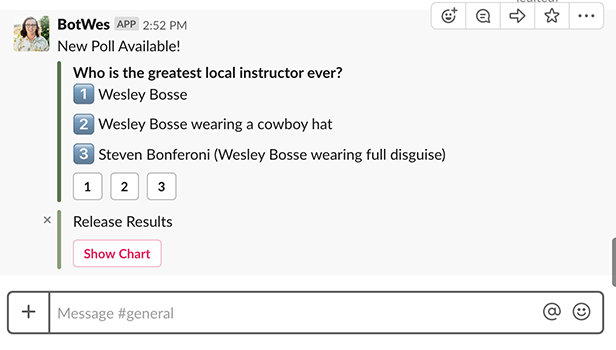 BotWes APP 2:52 PM
New Poll Available!
Who is the greatest local instructor ever?
1 Wesley Bosse
2 Wesley Bosse wearing a cowboy hat
3 Steven Bonferoni (Wesley Bosse wearing full disguise)
1 2 3
× Release Results
Show Chart
+ Message #general @